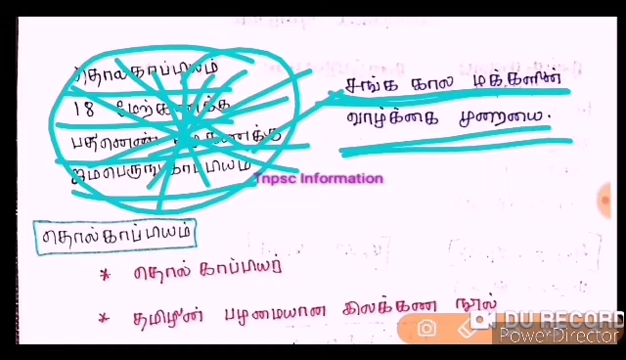 தொல்காப்பியம்
18 மேற்கணக்கு
பதினெண் கீழ்கணக்கு
ஐம்பெருங்காப்பியம்
சங்க கால மக்களின்
வாழ்க்கை முறையை.
Tnpsc Information
தொல்காப்பியம்
* தொல் காப்பியர்
* தமிழின் பழமையான இலக்கண நூல்
DU RECORD
PowerDirector